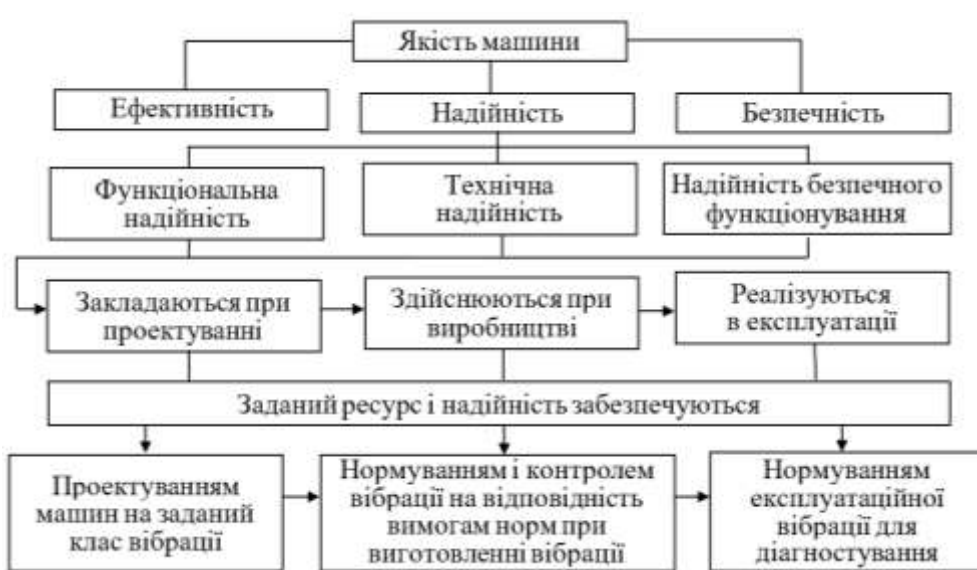 Якість машини
Ефективність
Надійність
Безпечність
Функціональна
надійність
Технічна
надійність
Надійність безпечного
функціонування
Закладаються при
проектуванні
Здійснюються при
виробництві
Реалізуються
в експлуатації
Заданий ресурс і надійність забезпечуються
Проектуванням
машин на заданий
клас вібрації
Нормуванням і контролем
вібрації на відповідність
вимогам норм при
виготовленні вібрації
Нормуванням
експлуатаційної
вібрації для
діагностування